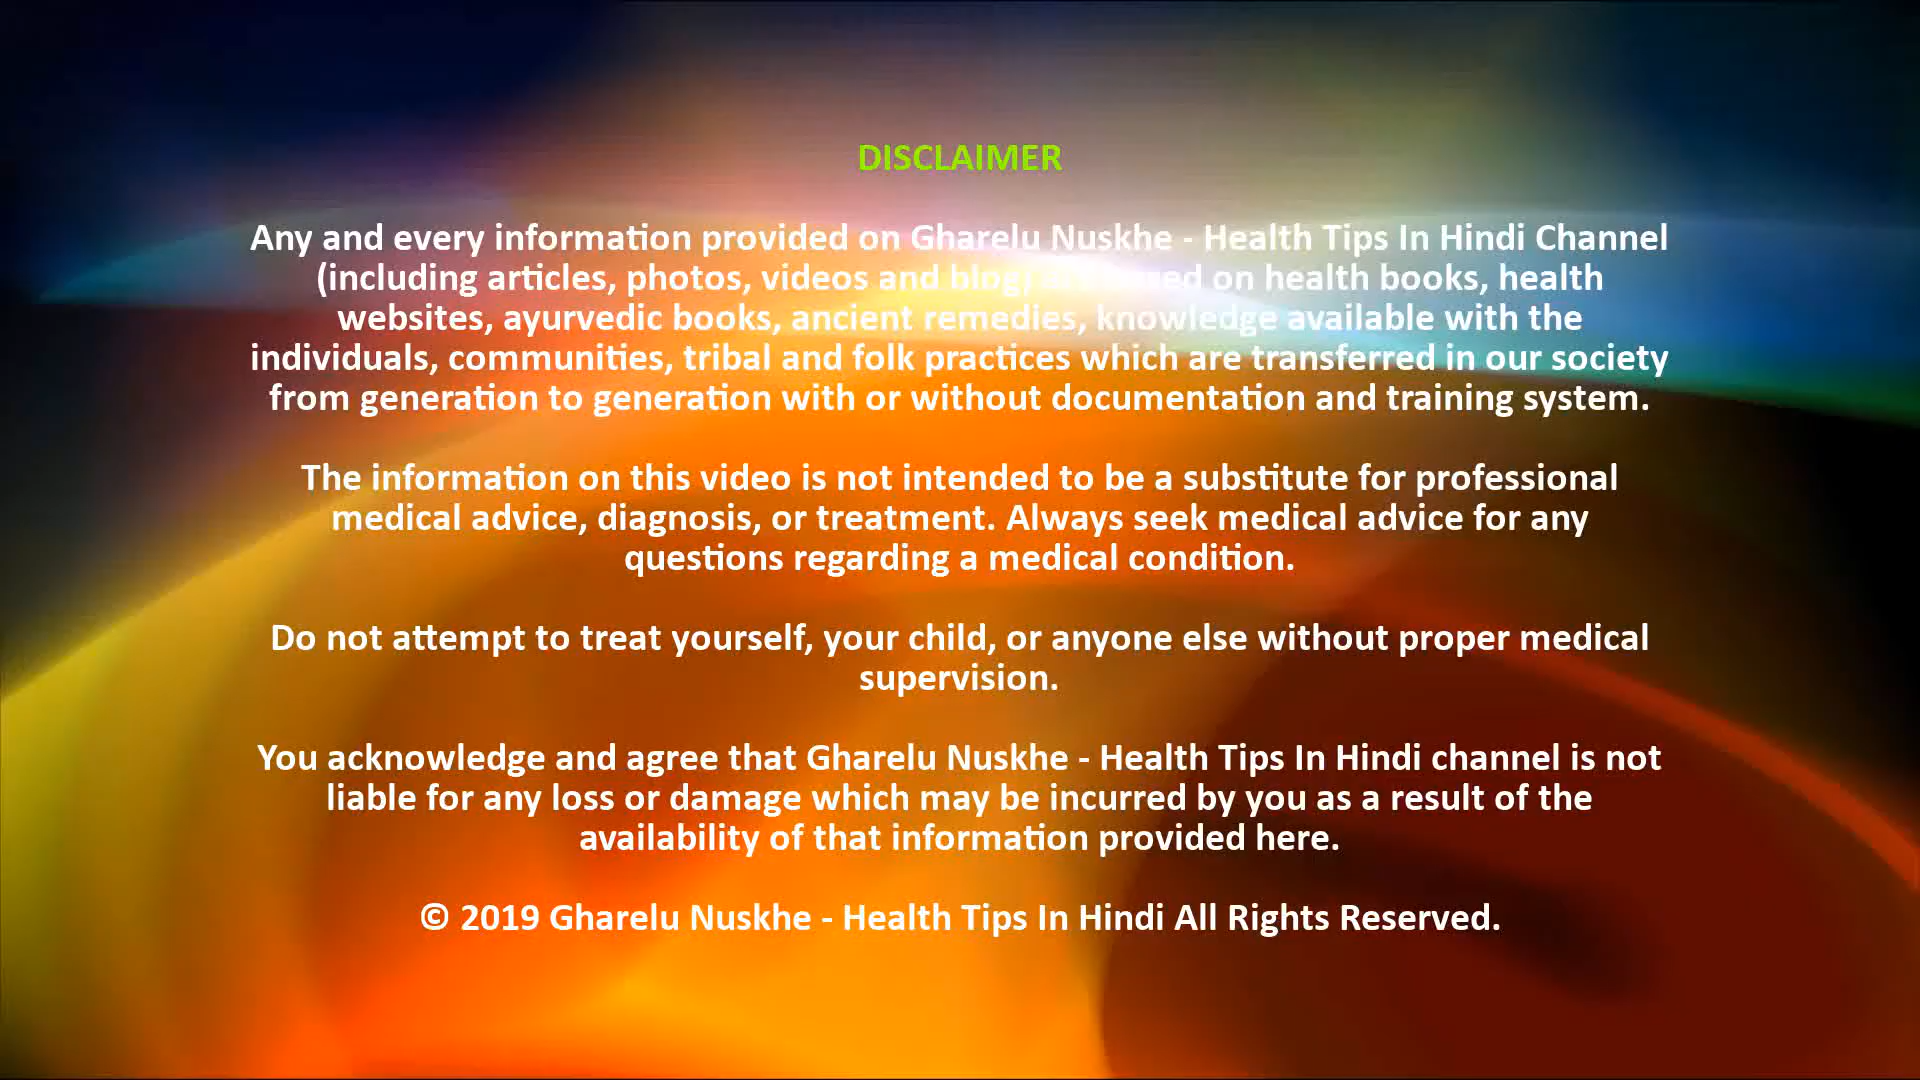 DISCLAIMER
Any and every information provided on Gharelu Nuskhe - Health Tips In Hindi Channel
(including articles, photos, videos and blog) are based on health books, health
websites, ayurvedic books, ancient remedies, knowledge available with the
individuals, communities, tribal and folk practices which are transferred in our society
from generation to generation with or without documentation and training system.
The information on this video is not intended to be a substitute for professional
medical advice, diagnosis, or treatment. Always seek medical advice for any
questions regarding a medical condition.
Do not attempt to treat yourself, your child, or anyone else without proper medical
supervision.
You acknowledge and agree that Gharelu Nuskhe - Health Tips In Hindi channel is not
liable for any loss or damage which may be incurred by you as a result of the
availability of that information provided here.
© 2019 Gharelu Nuskhe - Health Tips In Hindi All Rights Reserved.